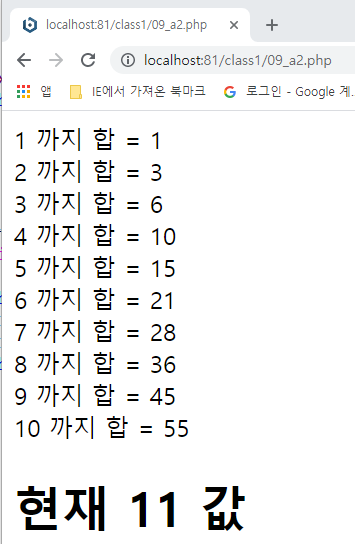 localhost:81/class1/09_a2.php
localhost:81/class1/09_a2.php
앱 IE에서 가져온 북마크 로그인 - Google 계...
1 까지 합 = 1
2 까지 합 = 3
3 까지 합 = 6
4 까지 합 = 10
5 까지 합 = 15
6 까지 합 = 21
7 까지 합 = 28
8 까지 합 = 36
9 까지 합 = 45
10 까지 합 = 55
현재 11 값